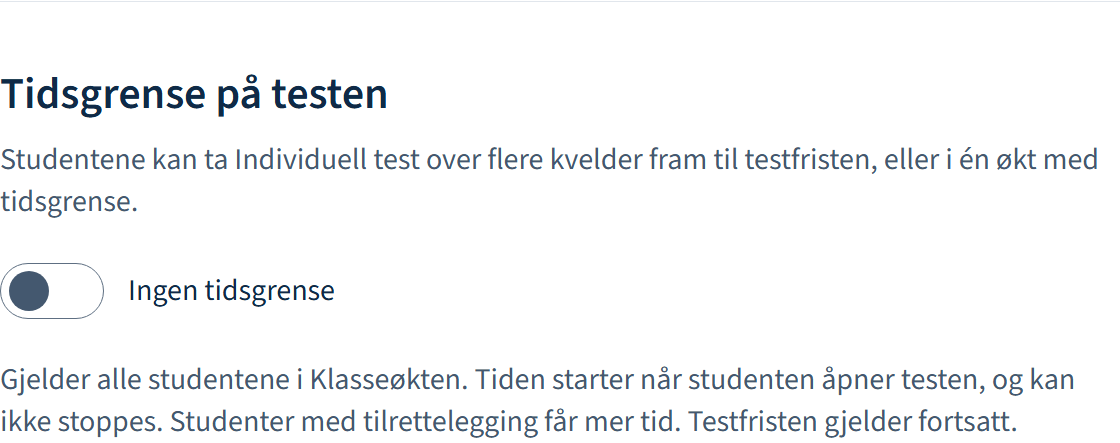 Tidsgrense på testen
Studentene kan ta Individuell test over flere kvelder fram til testfristen, eller i én økt med
tidsgrense.
Ingen tidsgrense
Gjelder alle studentene i Klasseøkten. Tiden starter når studenten åpner testen, og kan
ikke stoppes. Studenter med tilrettelegging får mer tid. Testfristen gjelder fortsatt.